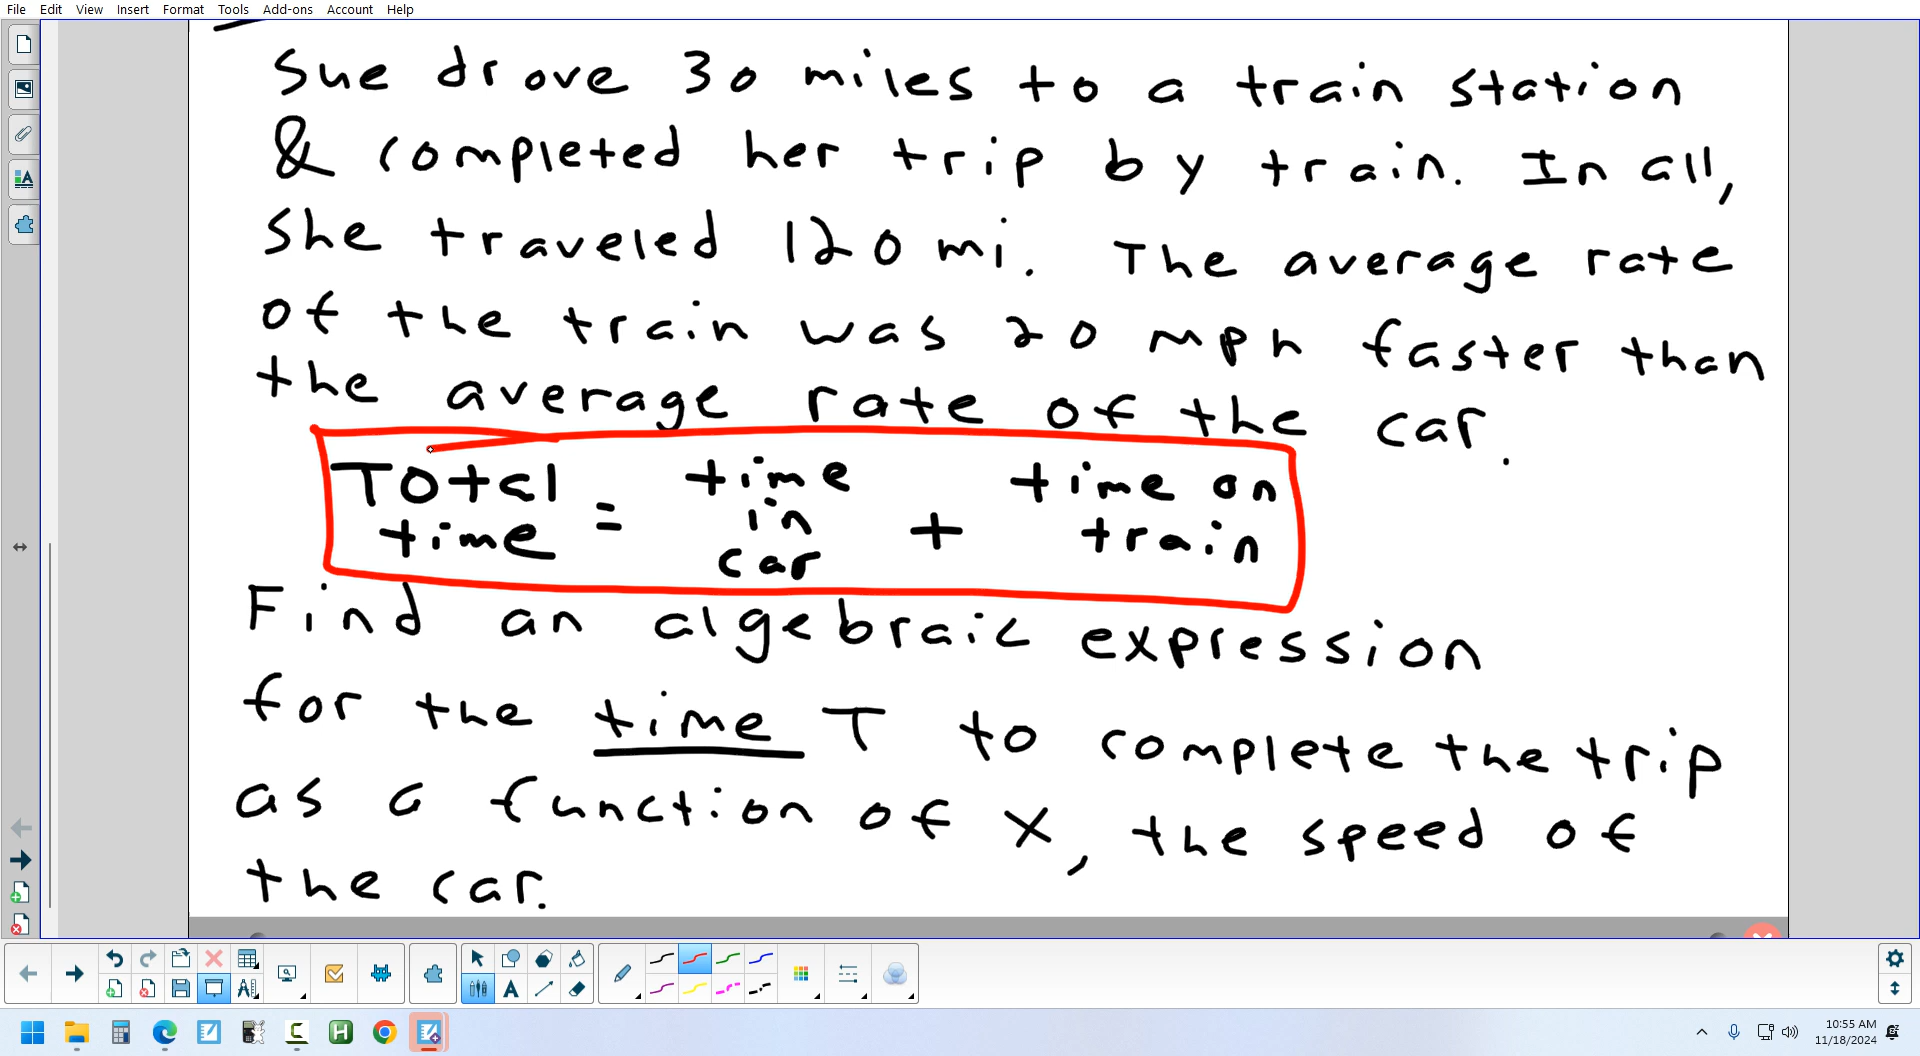 File Edit View Insert Format Tools Add-ons Account Help
Sue drove 30 miles to a train station
& completed her trip by train. In all,
she traveled 120 mi. The average rate
of the train was 20 mph faster than
the average rate of the car.
Total time = time in car + time on train
Find an algebraic expression
for the time T to complete the trip
as a function of x, the speed of
the car.
10:55 AM
11/18/2024